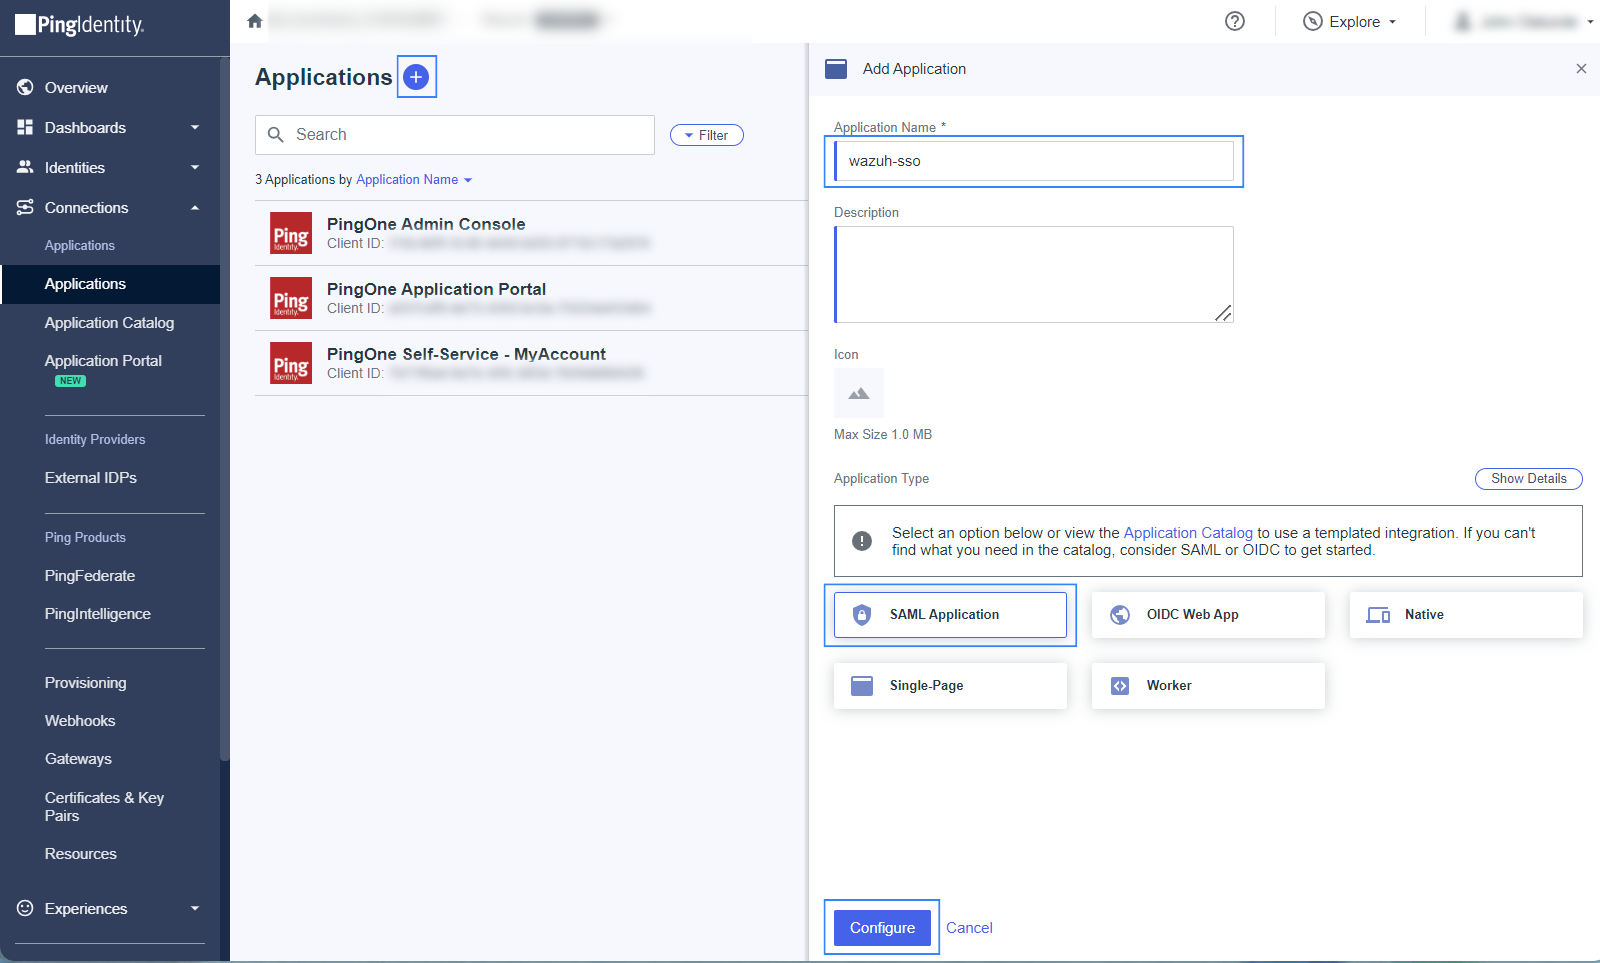 PingIdentity.
Explore
Overview
Dashboards
Identities
Connections
Applications
Applications
Application Catalog
Application Portal
NEW
Identity Providers
External IDPs
Ping Products
PingFederate
PingIntelligence
Provisioning
Webhooks
Gateways
Certificates & Key
Pairs
Resources
Experiences
Applications
Search
Filter
3 Applications by Application Name
Ping
Identity.
PingOne Admin Console
Client ID:
Ping
Identity.
PingOne Application Portal
Client ID:
Ping
Identity.
PingOne Self-Service - MyAccount
Client ID:
Add Application
Application Name *
wazuh-sso
Description
Icon
Max Size 1.0 MB
Application Type
Show Details
Select an option below or view the Application Catalog to use a templated integration. If you can't
find what you need in the catalog, consider SAML or OIDC to get started.
SAML Application
OIDC Web App
Native
Single-Page
Worker
Configure
Cancel